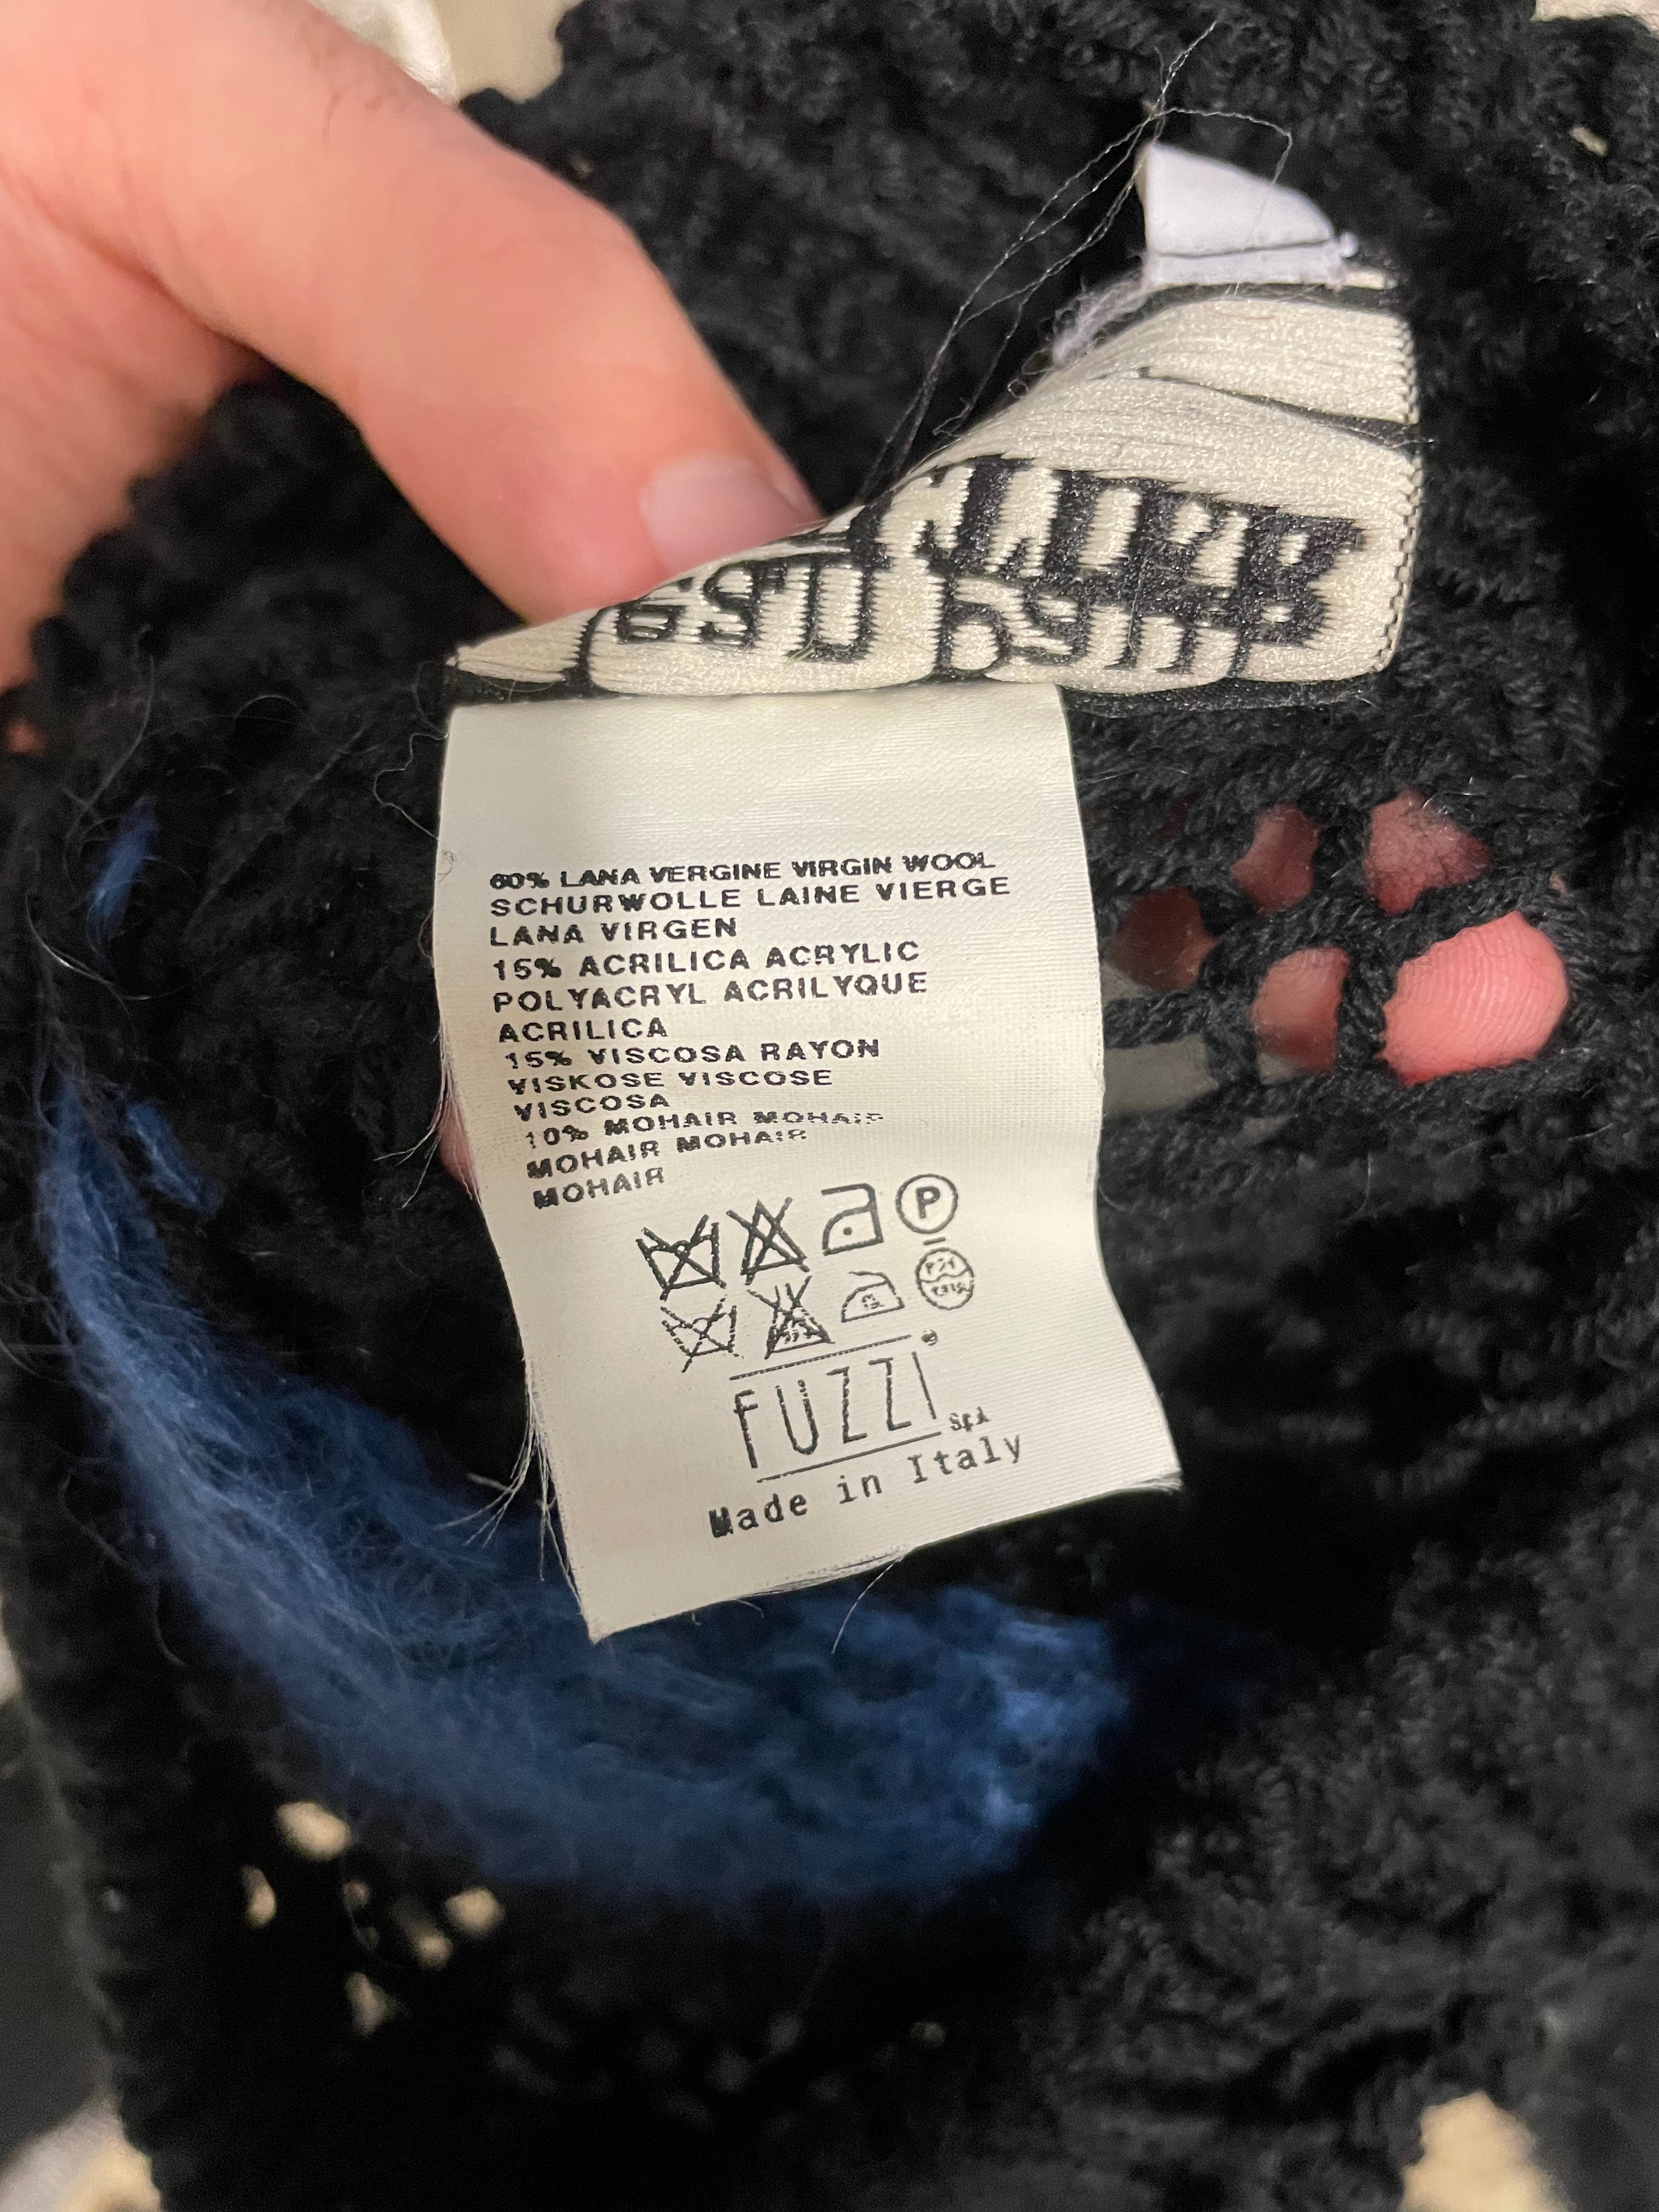 60% LANA VERGINE VIRGIN WOOL
SCHURWOLLE LAINE VIERGE
LANA VIRGEN
15% ACRILICA ACRYLIC
POLYACRYL ACRILYQUE
ACRILICA
15% VISCOSA RAYON
VISKOSE VISCOSE
VISCOSA
10% MOHAIR MOHAIR
MOHAIR MOHAIR
MOHAIR
P
FUZZI
SpA
Made in Italy